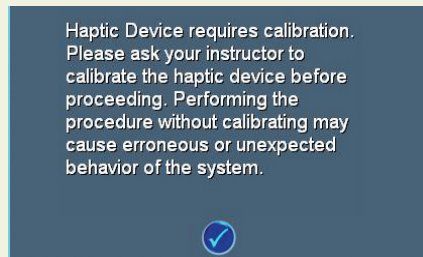 Haptic Device requires calibration.
Please ask your instructor to
calibrate the haptic device before
proceeding. Performing the
procedure without calibrating may
cause erroneous or unexpected
behavior of the system.